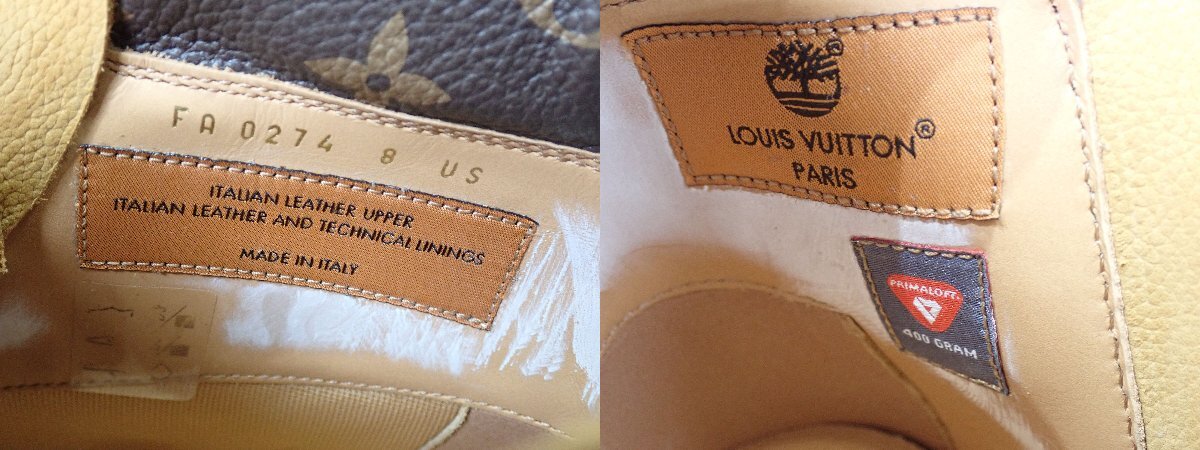 FA 0274 8 US
ITALIAN LEATHER UPPER
ITALIAN LEATHER AND TECHNICAL LININGS
MADE IN ITALY
®
LOUIS VUITTON®
PARIS
PRIMALOFT®
400 GRAM